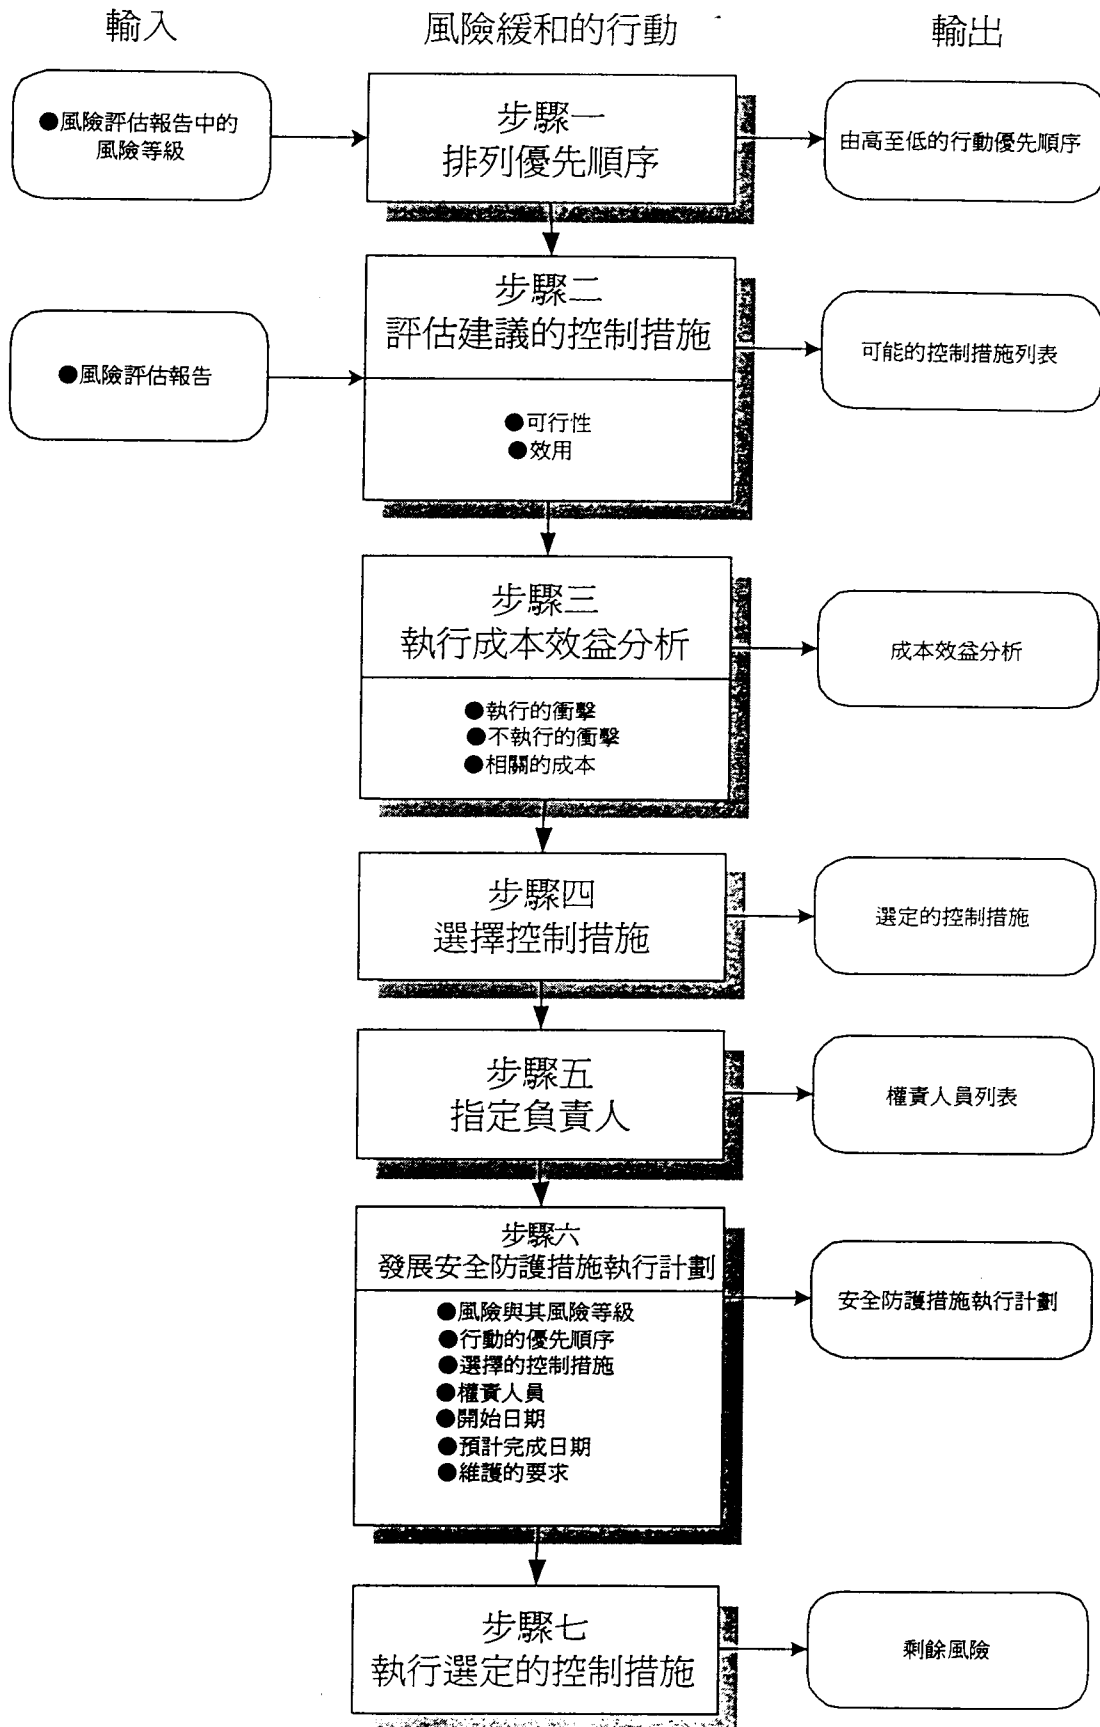 輸入
風險緩和的行動
輸出
●風險評估報告中的
風險等級
步驟一
排列優先順序
由高至低的行動優先順序
●風險評估報告
步驟二
評估建議的控制措施
●可行性
●效用
可能的控制措施列表
步驟三
執行成本效益分析
●執行的衝擊
●不執行的衝擊
●相關的成本
成本效益分析
步驟四
選擇控制措施
選定的控制措施
步驟五
指定負責人
權責人員列表
步驟六
發展安全防護措施執行計劃
●風險與其風險等級
●行動的優先順序
●選擇的控制措施
●權責人員
●開始日期
●預計完成日期
●維護的要求
安全防護措施執行計劃
步驟七
執行選定的控制措施
剩餘風險